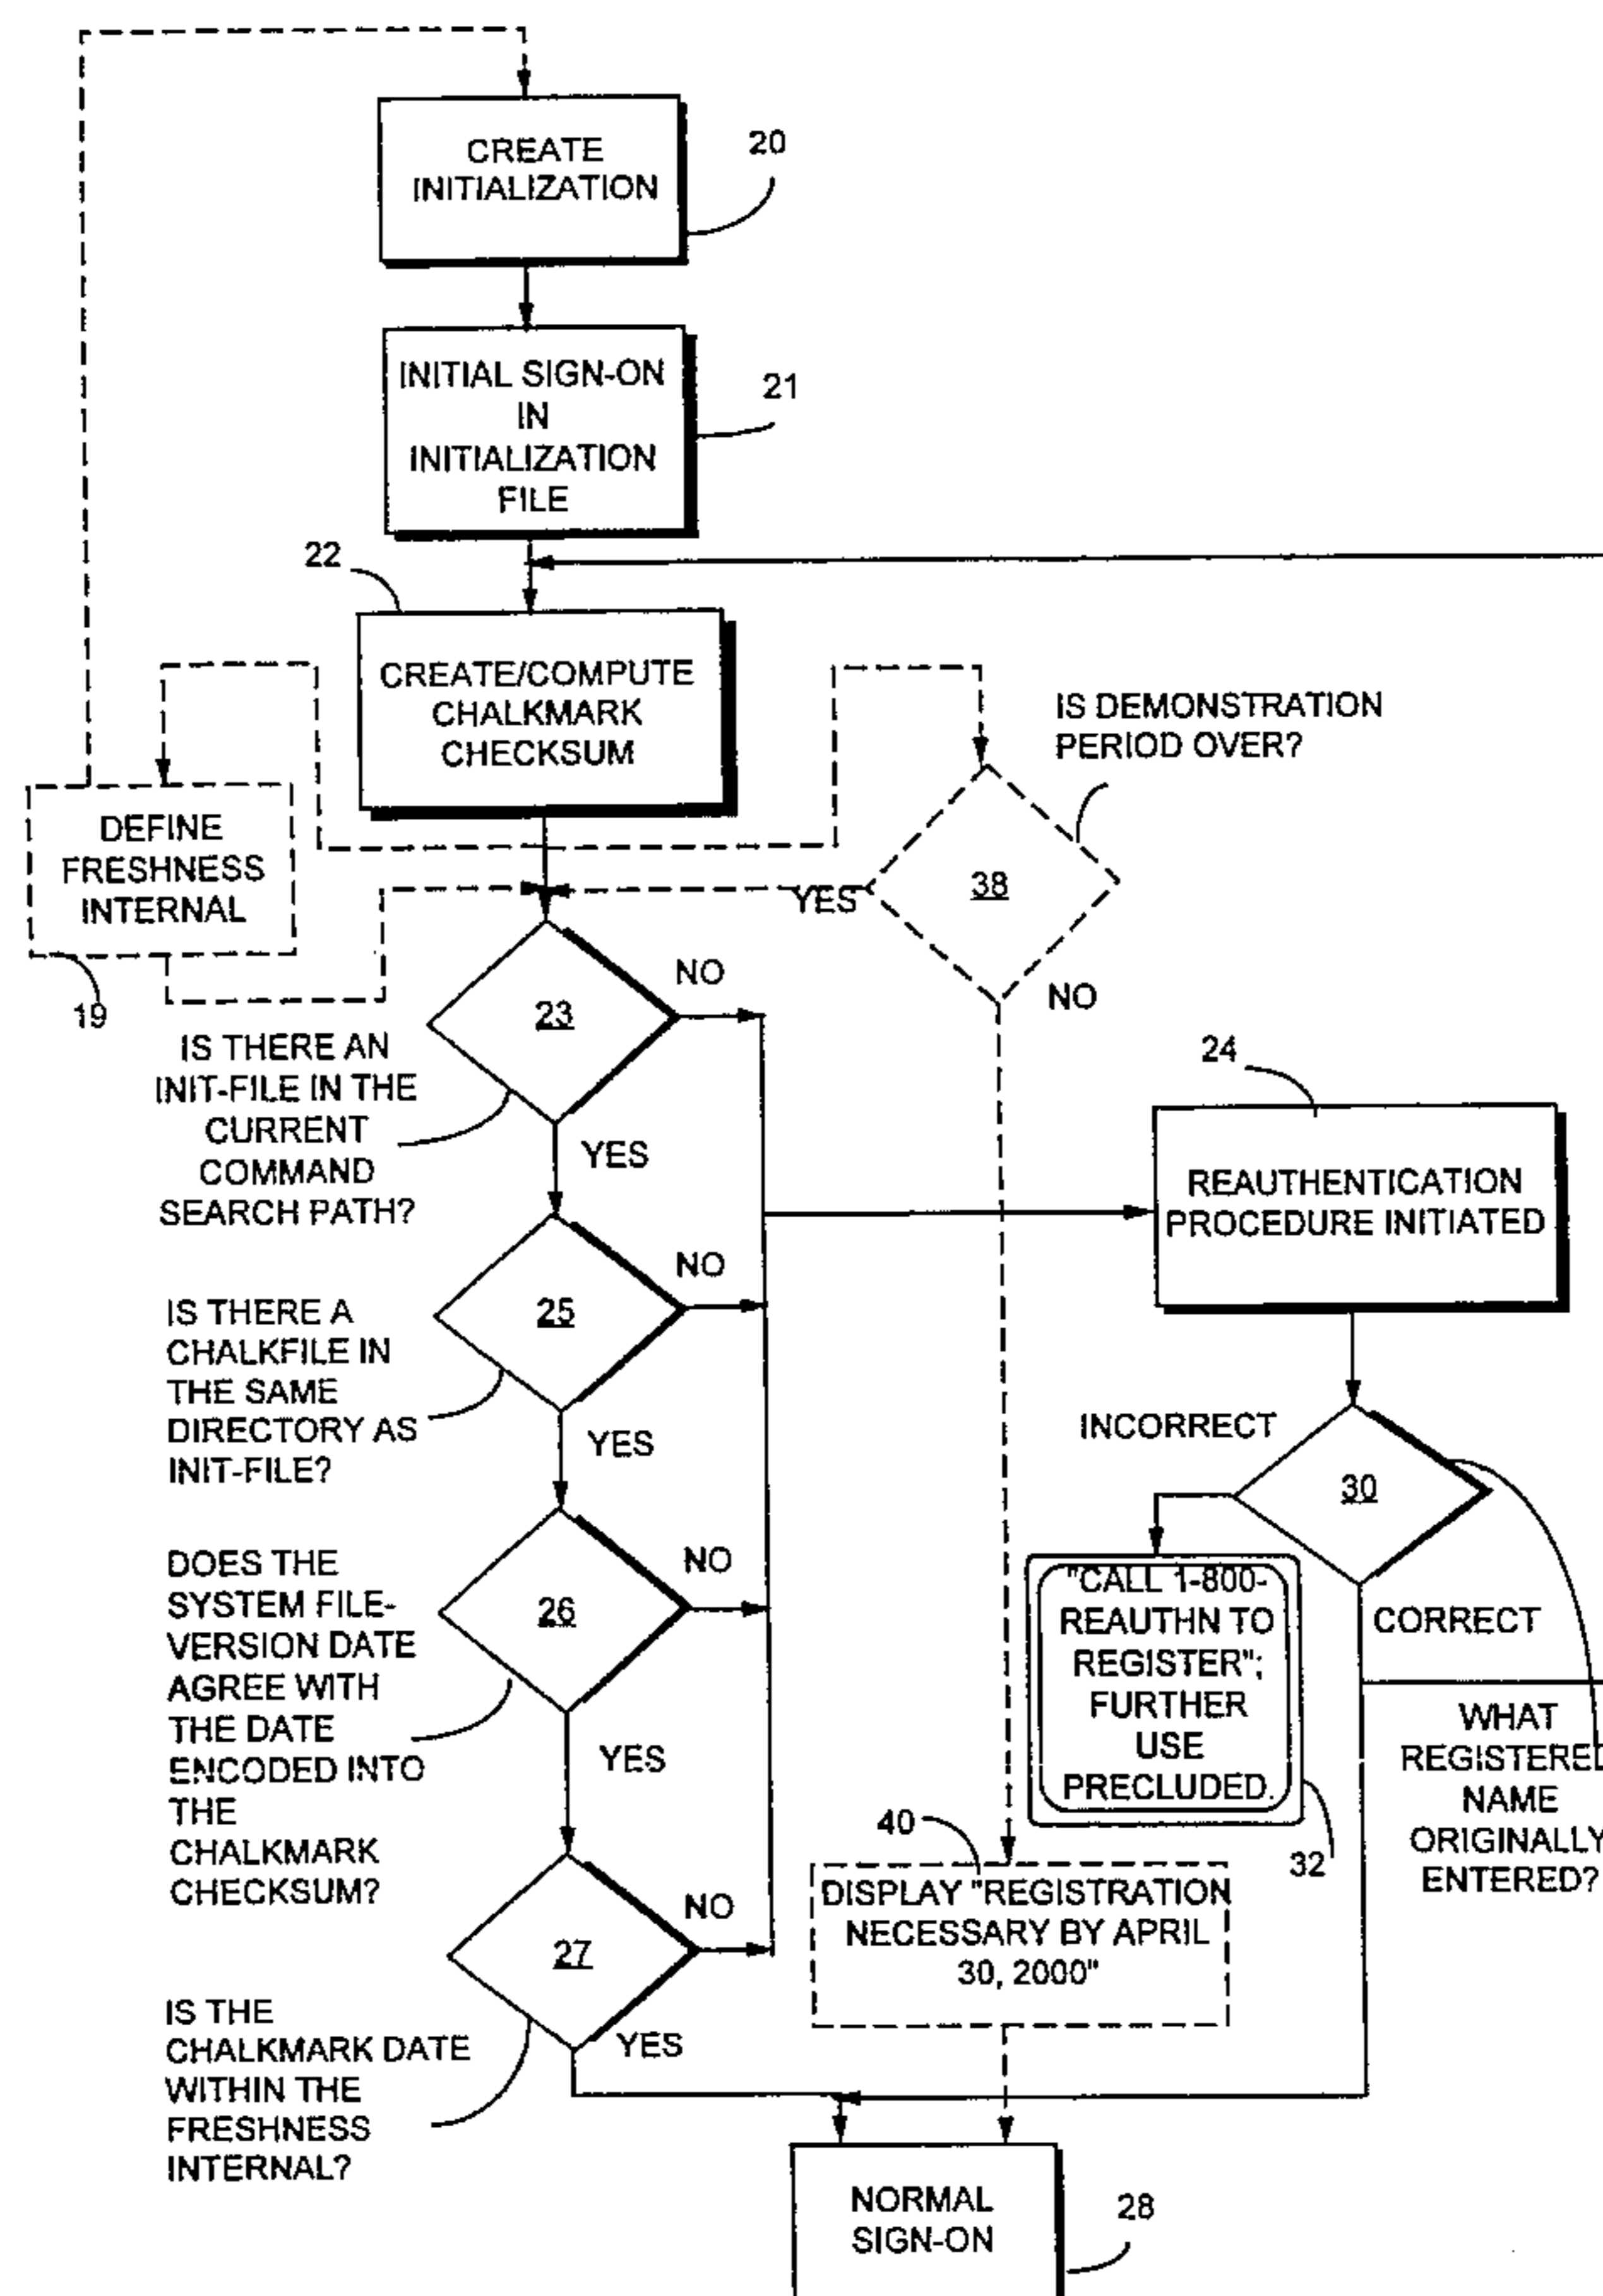 CREATE
INITIALIZATION
20
INITIAL SIGN-ON
IN
INITIALIZATION
FILE
21
22
CREATE/COMPUTE
CHALKMARK
CHECKSUM
IS DEMONSTRATION
PERIOD OVER?
DEFINE
FRESHNESS
INTERNAL
19
38
YES
NO
23
NO
YES
IS THERE AN
INIT-FILE IN THE
CURRENT
COMMAND
SEARCH PATH?
24
REAUTHENTICATION
PROCEDURE INITIATED
25
NO
YES
IS THERE A
CHALKFILE IN
THE SAME
DIRECTORY AS
INIT-FILE?
INCORRECT
30
CORRECT
26
NO
YES
DOES THE
SYSTEM FILE-
VERSION DATE
AGREE WITH
THE DATE
ENCODED INTO
THE
CHALKMARK
CHECKSUM?
"CALL 1-800-
REAUTHN TO
REGISTER";
FURTHER
USE
PRECLUDED.
32
WHAT
REGISTERED
NAME
ORIGINALLY
ENTERED?
40
DISPLAY "REGISTRATION
NECESSARY BY APRIL
30, 2000"
27
NO
YES
IS THE
CHALKMARK DATE
WITHIN THE
FRESHNESS
INTERNAL?
NORMAL
SIGN-ON
28